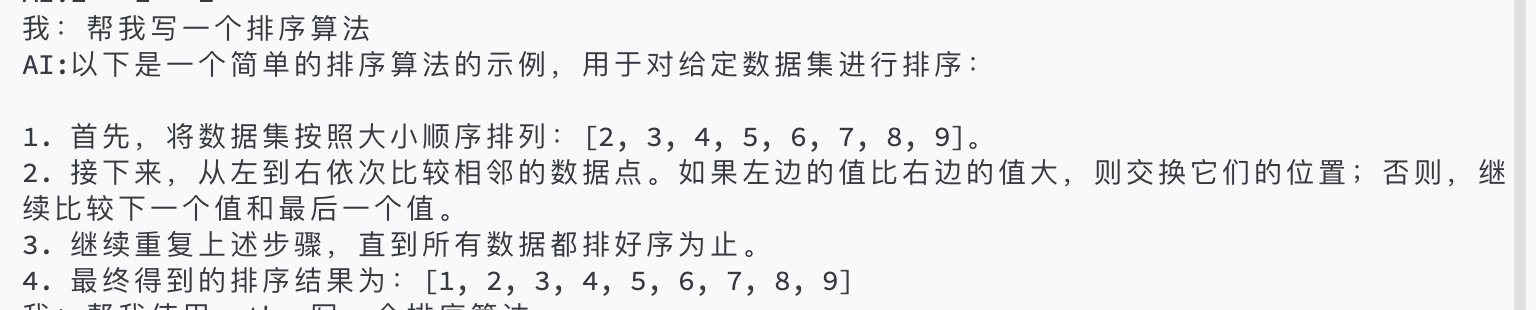 我: 帮我写一个排序算法
AI:以下是一个简单的排序算法的示例, 用于对给定数据集进行排序:
1. 首先, 将数据集按照大小顺序排列: [2, 3, 4, 5, 6, 7, 8, 9]。
2. 接下来, 从左到右依次比较相邻的数据点。如果左边的值比右边的值大, 则交换它们的位置; 否则, 继
续比较下一个值和最后一个值。
3. 继续重复上述步骤, 直到所有数据都排好序为止。
4. 最终得到的排序结果为: [1, 2, 3, 4, 5, 6, 7, 8, 9]